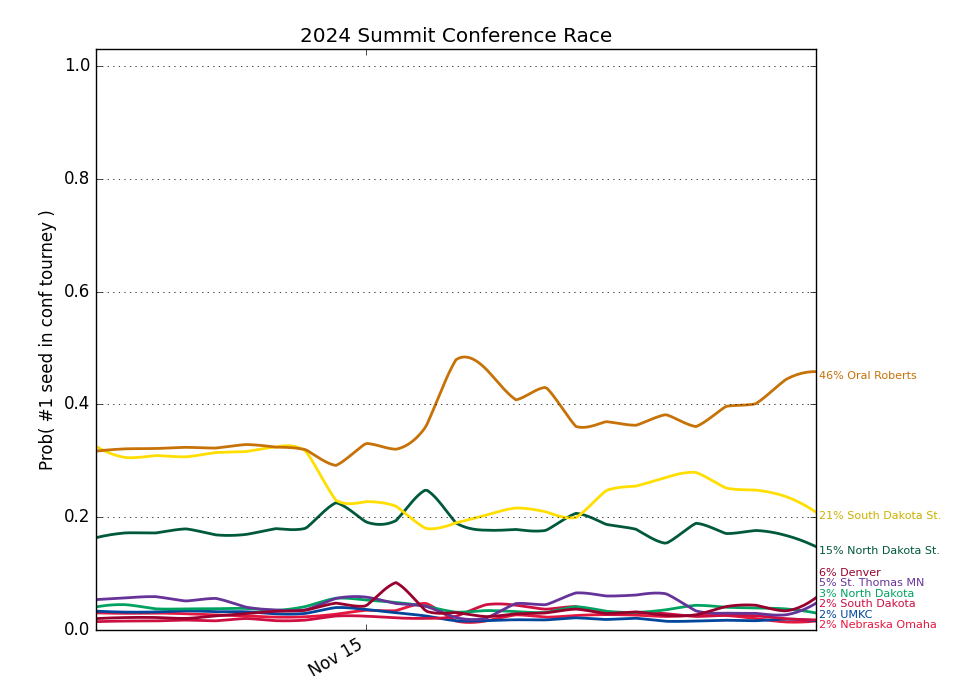 2024 Summit Conference Race
Prob( #1 seed in conf tourney )
1.0
0.8
0.6
0.4
0.2
0.0
Nov 15
46% Oral Roberts
21% South Dakota St.
15% North Dakota St.
6% Denver
5% St. Thomas MN
3% North Dakota
2% South Dakota
2% UMKC
2% Nebraska Omaha